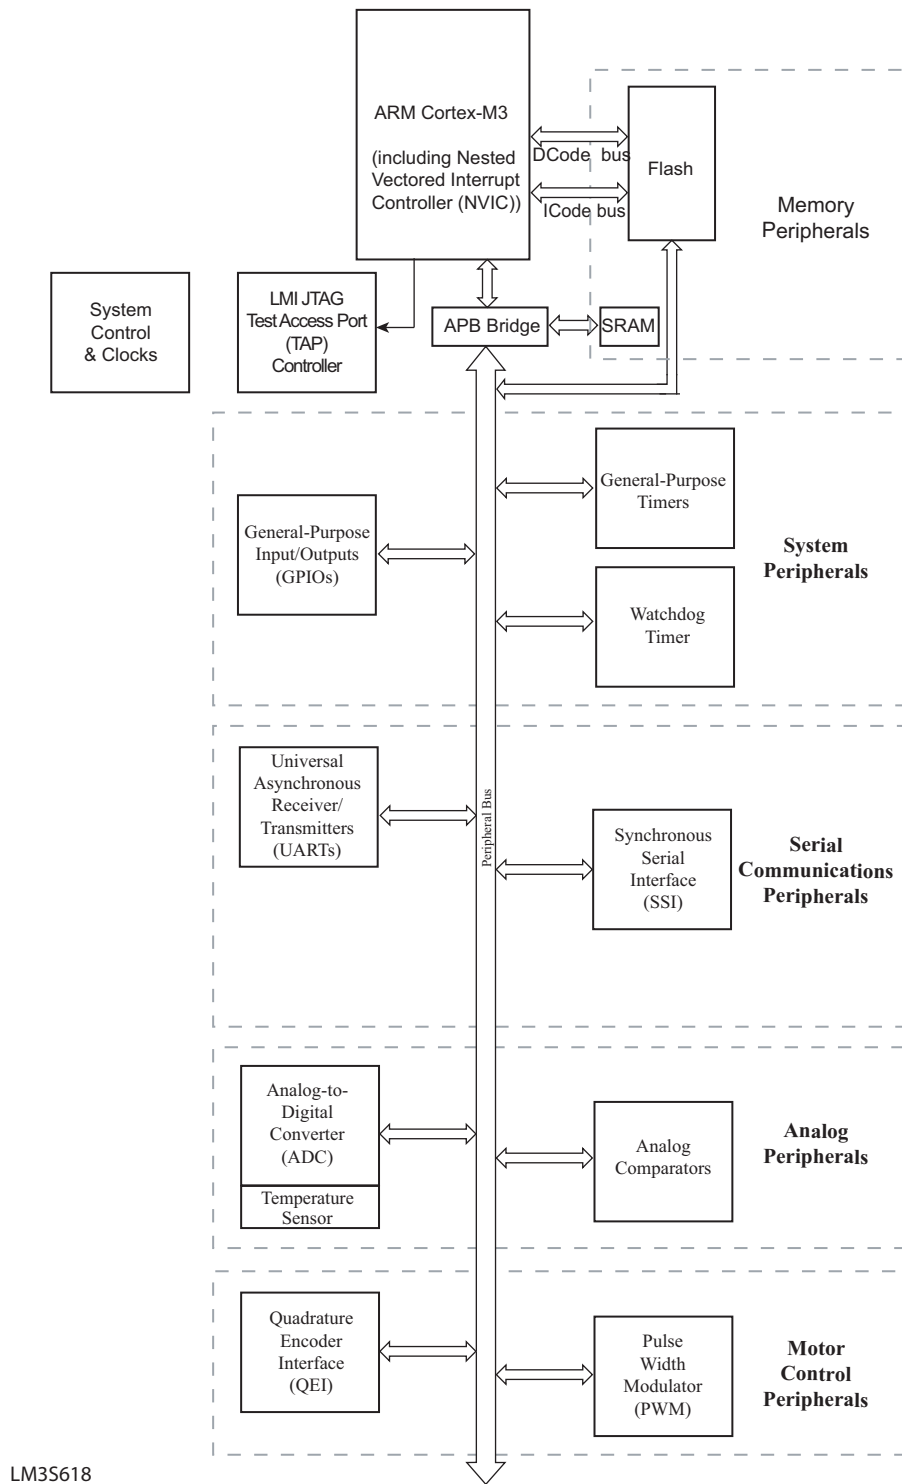 ARM Cortex-M3
(including Nested
Vectored Interrupt
Controller (NVIC))
DCode bus
ICode bus
Flash
Memory
Peripherals
System
Control
& Clocks
LMI JTAG
Test Access Port
(TAP)
Controller
APB Bridge
SRAM
General-Purpose
Timers
General-Purpose
Input/Outputs
(GPIOs)
System
Peripherals
Watchdog
Timer
Universal
Asynchronous
Receiver/
Transmitters
(UARTs)
Peripheral Bus
Synchronous
Serial
Interface
(SSI)
Serial
Communications
Peripherals
Analog-to-
Digital
Converter
(ADC)
Temperature
Sensor
Analog
Comparators
Analog
Peripherals
Quadrature
Encoder
Interface
(QEI)
Pulse
Width
Modulator
(PWM)
Motor
Control
Peripherals
LM3S618